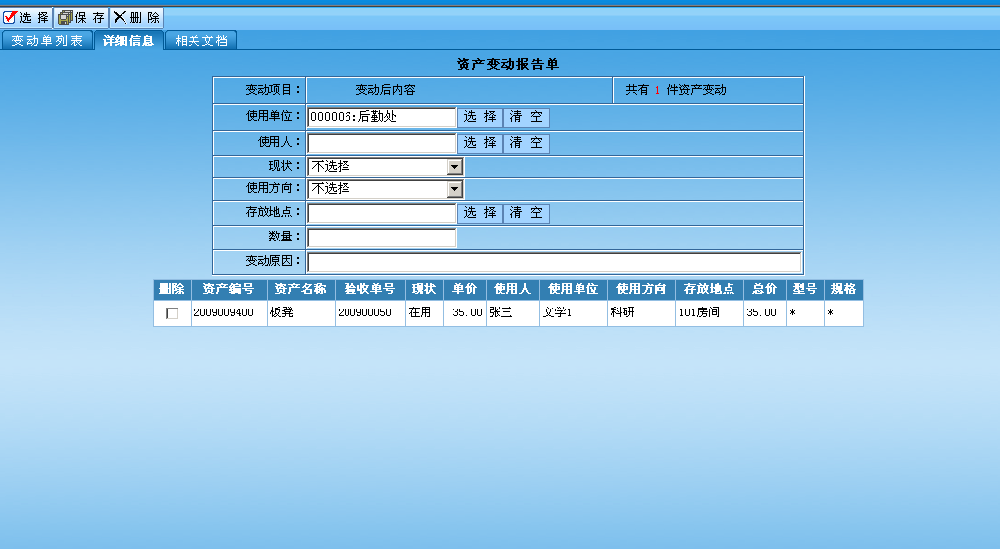 选 择 保 存 删 除
变动单列表 详细信息 相关文档
资产变动报告单
变动项目： 变动后内容 共有 1 件资产变动
使用单位： 000006:后勤处 选 择 清 空
使用人： 选 择 清 空
现状： 不选择
使用方向： 不选择
存放地点： 选 择 清 空
数量：
变动原因：
删除 资产编号 资产名称 验收单号 现状 单价 使用人 使用单位 使用方向 存放地点 总价 型号 规格
2009009400 板凳 200900050 在用 35.00 张三 文学1 科研 101房间 35.00 * *